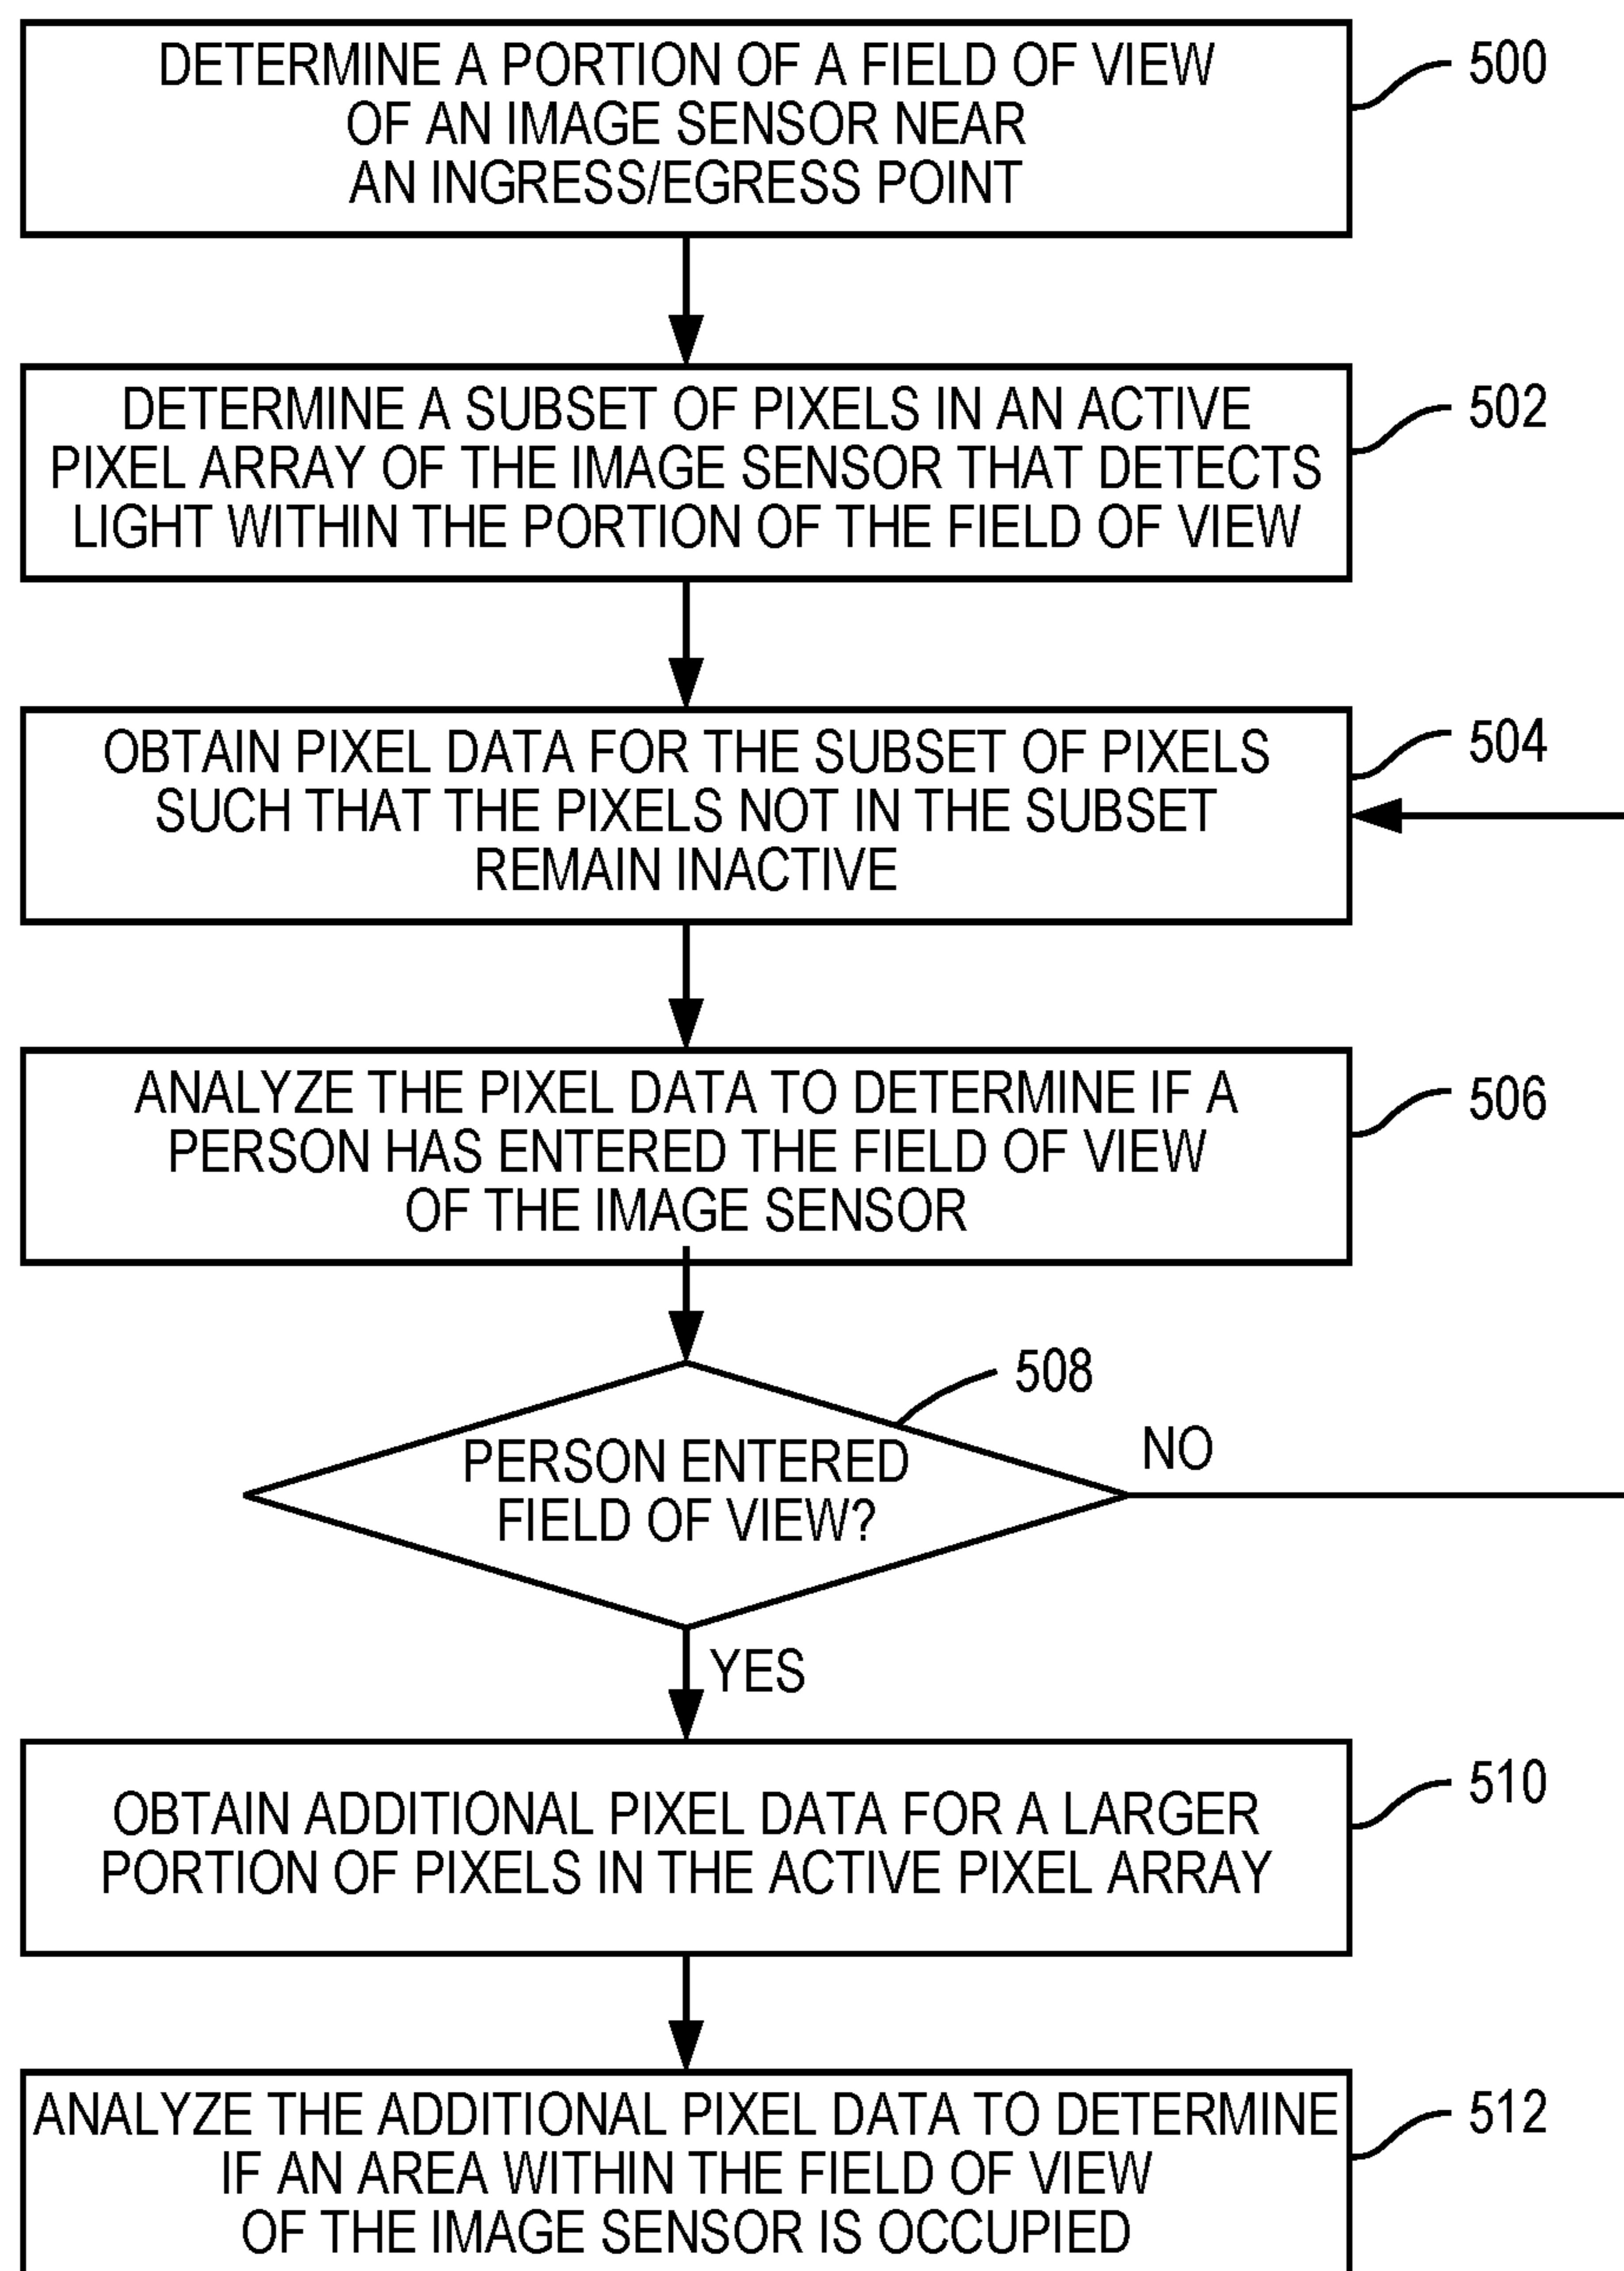 DETERMINE A PORTION OF A FIELD OF VIEW
OF AN IMAGE SENSOR NEAR
AN INGRESS/EGRESS POINT
500
DETERMINE A SUBSET OF PIXELS IN AN ACTIVE
PIXEL ARRAY OF THE IMAGE SENSOR THAT DETECTS
LIGHT WITHIN THE PORTION OF THE FIELD OF VIEW
502
OBTAIN PIXEL DATA FOR THE SUBSET OF PIXELS
SUCH THAT THE PIXELS NOT IN THE SUBSET
REMAIN INACTIVE
504
ANALYZE THE PIXEL DATA TO DETERMINE IF A
PERSON HAS ENTERED THE FIELD OF VIEW
OF THE IMAGE SENSOR
506
508
PERSON ENTERED
FIELD OF VIEW?
NO
YES
OBTAIN ADDITIONAL PIXEL DATA FOR A LARGER
PORTION OF PIXELS IN THE ACTIVE PIXEL ARRAY
510
ANALYZE THE ADDITIONAL PIXEL DATA TO DETERMINE
IF AN AREA WITHIN THE FIELD OF VIEW
OF THE IMAGE SENSOR IS OCCUPIED
512